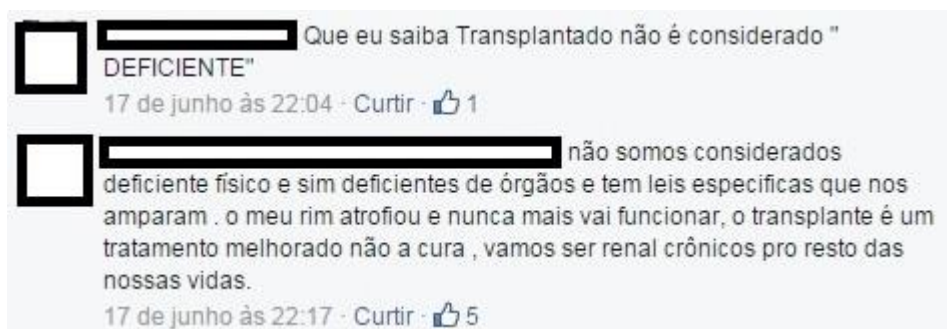 Que eu saiba Transplantado não é considerado "
DEFICIENTE"
17 de junho às 22:04 · Curtir · 1
não somos considerados
deficiente físico e sim deficientes de órgãos e tem leis especificas que nos
amparam . o meu rim atrofiou e nunca mais vai funcionar, o transplante é um
tratamento melhorado não a cura , vamos ser renal crônicos pro resto das
nossas vidas.
17 de junho às 22:17 · Curtir · 5